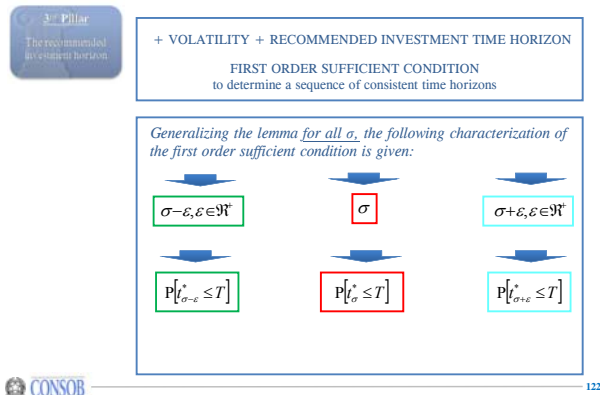 3rd Pillar
The recommended
investment horizon
+ VOLATILITY + RECOMMENDED INVESTMENT TIME HORIZON
FIRST ORDER SUFFICIENT CONDITION
to determine a sequence of consistent time horizons
Generalizing the lemma for all σ, the following characterization of
the first order sufficient condition is given:
σ−ε, ε∈ℜ⁺ σ σ+ε, ε∈ℜ⁺
P[t*σ−ε ≤ T] P[t*σ ≤ T] P[t*σ+ε ≤ T]
CONSOB
122